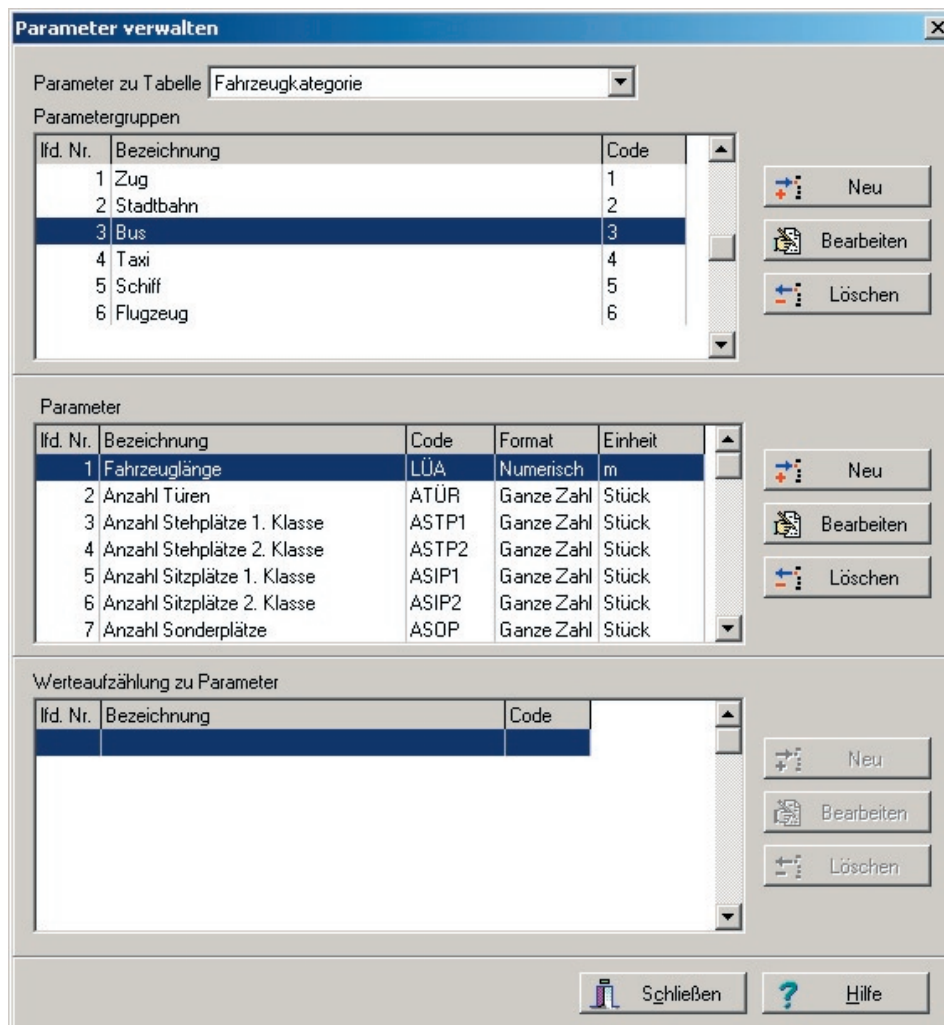 Parameter verwalten
Parameter zu Tabelle Fahrzeugkategorie
Parametergruppen
lfd. Nr. Bezeichnung Code
1 Zug 1
2 Stadtbahn 2
3 Bus 3
4 Taxi 4
5 Schiff 5
6 Flugzeug 6
Neu
Bearbeiten
Löschen
Parameter
lfd. Nr. Bezeichnung Code Format Einheit
1 Fahrzeuglänge LÜA Numerisch m
2 Anzahl Türen ATÜR Ganze Zahl Stück
3 Anzahl Stehplätze 1. Klasse ASTP1 Ganze Zahl Stück
4 Anzahl Stehplätze 2. Klasse ASTP2 Ganze Zahl Stück
5 Anzahl Sitzplätze 1. Klasse ASIP1 Ganze Zahl Stück
6 Anzahl Sitzplätze 2. Klasse ASIP2 Ganze Zahl Stück
7 Anzahl Sonderplätze ASOP Ganze Zahl Stück
Neu
Bearbeiten
Löschen
Werteaufzählung zu Parameter
lfd. Nr. Bezeichnung Code
Neu
Bearbeiten
Löschen
Schließen ? Hilfe